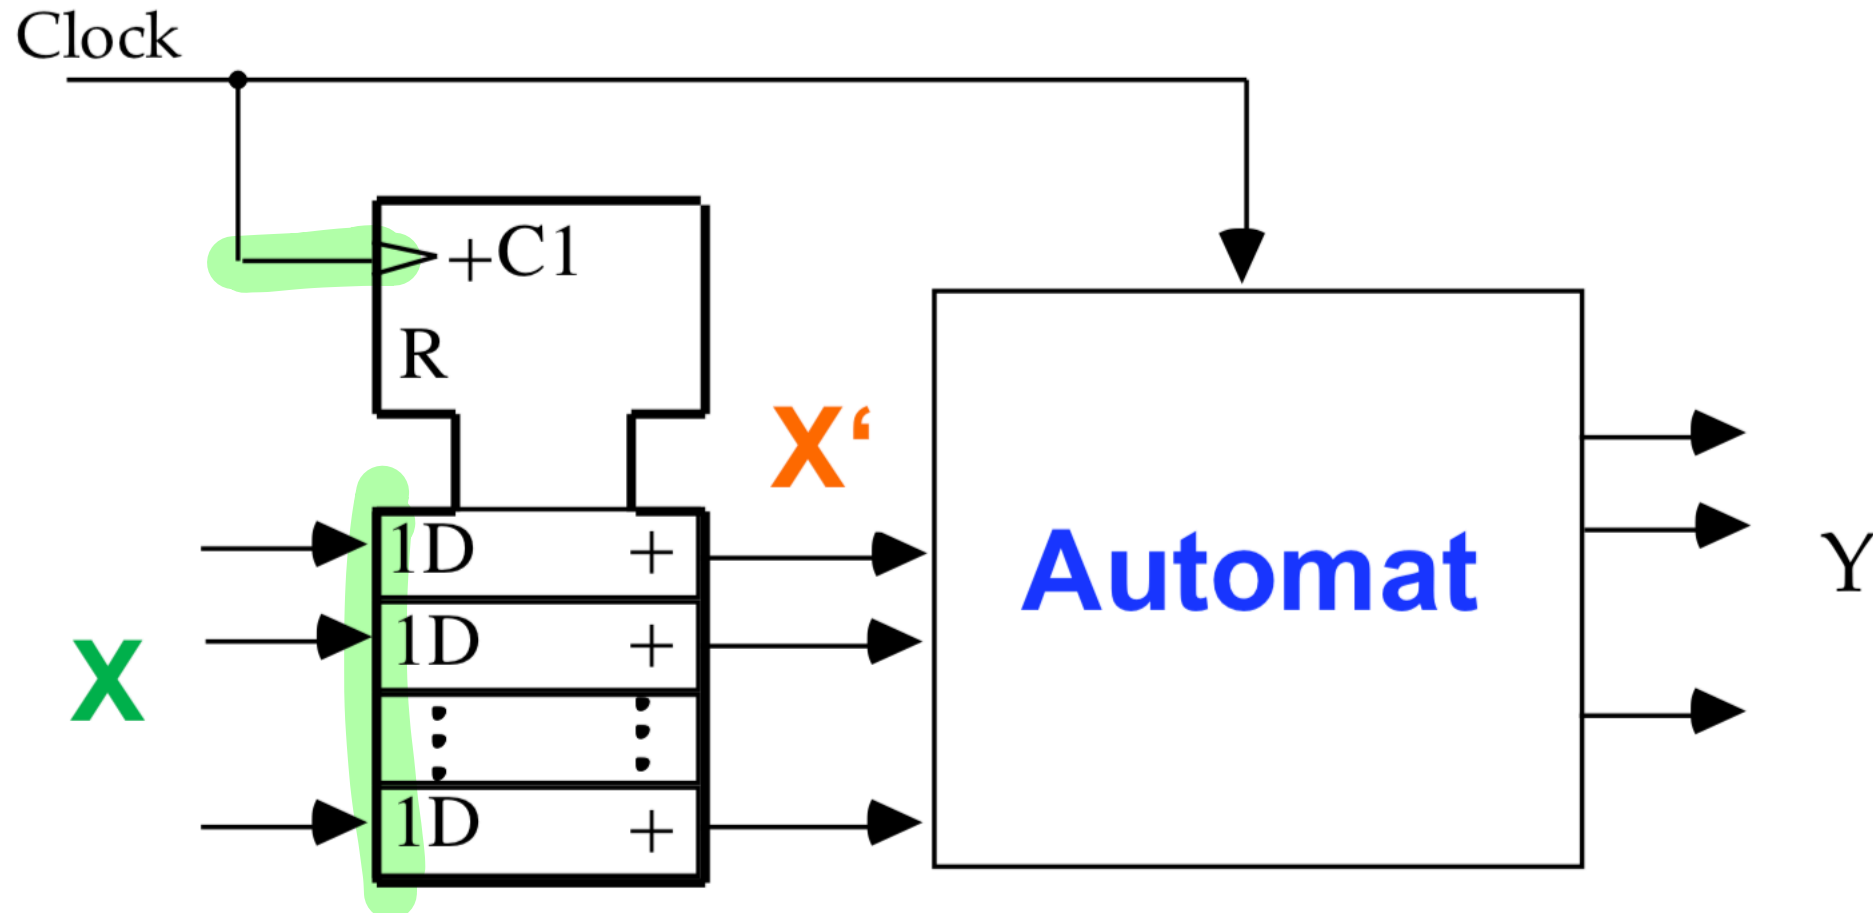 Clock
+C1
R
X‘
1D +
Automat
Y
1D +
X
1D +